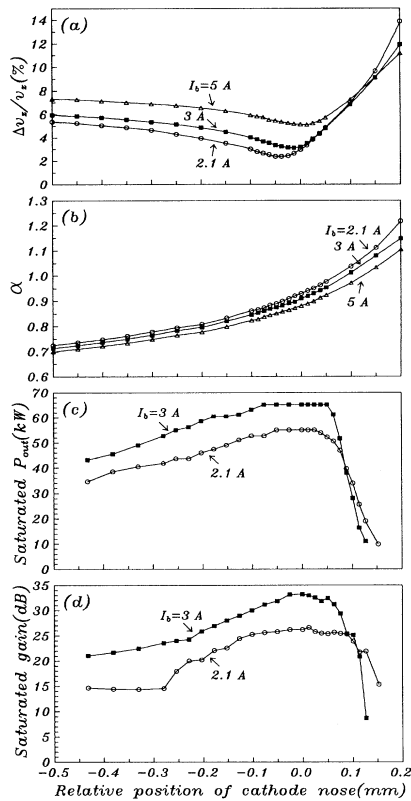 (a)
Δv_z/v_z(%)
14
12
10
8
6
4
2
0
I_b=5 A
3 A
2.1 A
(b)
α
1.3
1.2
1.1
1.0
0.9
0.8
0.7
0.6
I_b=2.1 A
3 A
5 A
(c)
Saturated P_out(kW)
70
60
50
40
30
20
10
0
I_b=3 A
2.1 A
(d)
Saturated gain(dB)
35
30
25
20
15
10
5
0
I_b=3 A
2.1 A
−0.5 −0.4 −0.3 −0.2 −0.1 0.0 0.1 0.2
Relative position of cathode nose(mm)